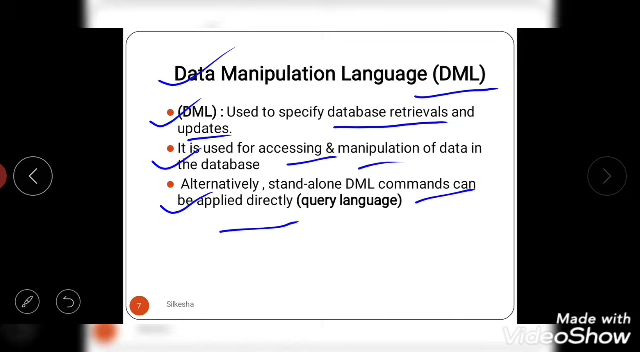 Data Manipulation Language (DML)
(DML) : Used to specify database retrievals and
updates.
It is used for accessing & manipulation of data in
the database
Alternatively , stand-alone DML commands can
be applied directly (query language)
7
Silkesha
Made with
VideoShow